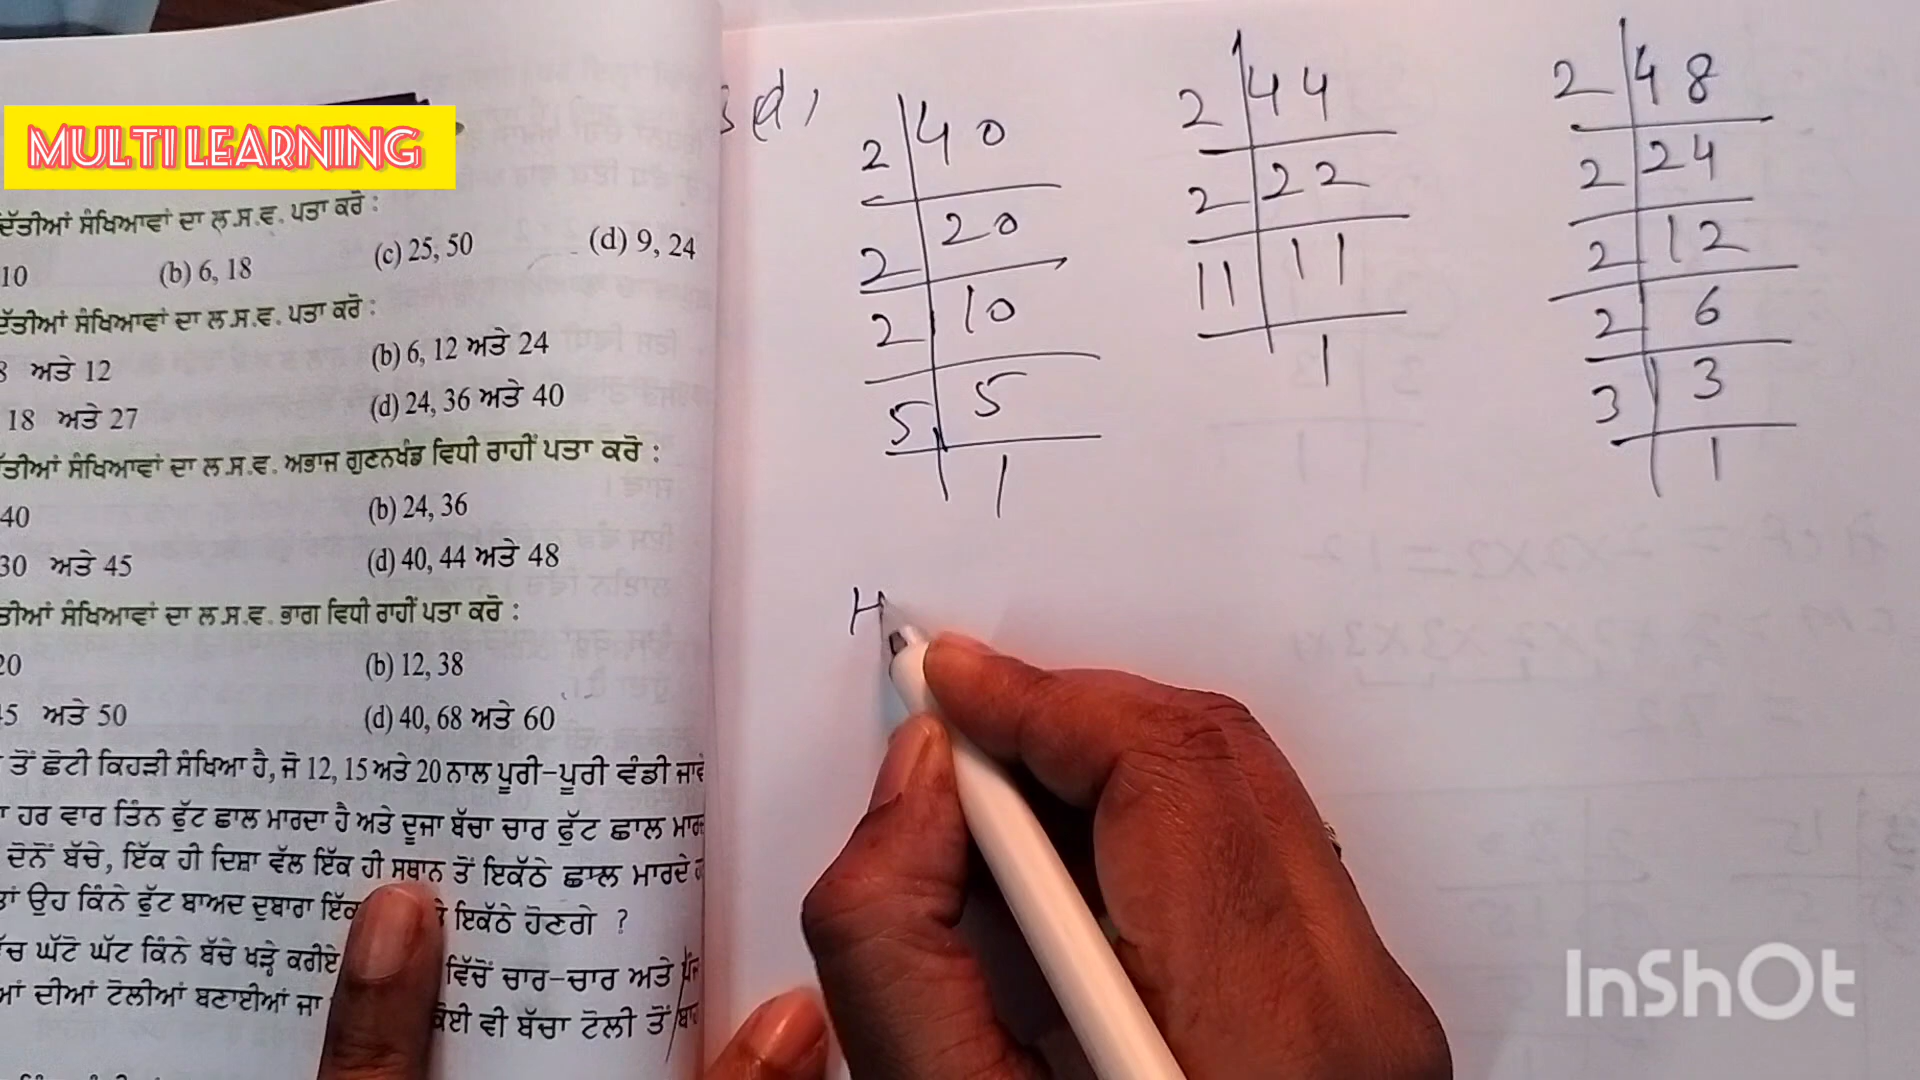 MULTI LEARNING
ਦਿੱਤੀਆਂ ਸੰਖਿਆਵਾਂ ਦਾ ਲ.ਸ.ਵ. ਪਤਾ ਕਰੋ :
10 (b) 6, 18 (c) 25, 50 (d) 9, 24
ਸੰਖਿਆਵਾਂ ਦਾ ਲ.ਸ.ਵ. ਪਤਾ ਕਰੋ :
8 ਅਤੇ 12 (b) 6, 12 ਅਤੇ 24
18 ਅਤੇ 27 (d) 24, 36 ਅਤੇ 40
ਸੰਖਿਆਵਾਂ ਦਾ ਲ.ਸ.ਵ. ਅਭਾਜ ਗੁਣਨਖੰਡ ਵਿਧੀ ਰਾਹੀਂ ਪਤਾ ਕਰੋ :
40 (b) 24, 36
30 ਅਤੇ 45 (d) 40, 44 ਅਤੇ 48
ਸੰਖਿਆਵਾਂ ਦਾ ਲ.ਸ.ਵ. ਭਾਗ ਵਿਧੀ ਰਾਹੀਂ ਪਤਾ ਕਰੋ :
20 (b) 12, 38
45 ਅਤੇ 50 (d) 40, 68 ਅਤੇ 60
ਤੋਂ ਛੋਟੀ ਕਿਹੜੀ ਸੰਖਿਆ ਹੈ, ਜੋ 12, 15 ਅਤੇ 20 ਨਾਲ ਪੂਰੀ-ਪੂਰੀ ਵੰਡੀ ਜਾਵੇ
ਹਰ ਵਾਰ ਤਿੰਨ ਫੁੱਟ ਛਾਲ ਮਾਰਦਾ ਹੈ ਅਤੇ ਦੂਜਾ ਬੱਚਾ ਚਾਰ ਫੁੱਟ ਛਾਲ
ਦੋਨੋਂ ਬੱਚੇ, ਇੱਕ ਹੀ ਦਿਸ਼ਾ ਵੱਲ ਇੱਕ ਹੀ ਸਥਾਨ ਤੋਂ ਇਕੱਠੇ ਛਾਲ ਮਾਰਦੇ
ਤਾਂ ਉਹ ਕਿੰਨੇ ਫੁੱਟ ਬਾਅਦ ਦੁਬਾਰਾ ਇਕੱਠੇ ਹੋਣਗੇ ?
ਘੱਟੋ ਘੱਟ ਕਿੰਨੇ ਬੱਚੇ ਖੜ੍ਹੇ ਕਰੀਏ ਵਿੱਚੋਂ ਚਾਰ-ਚਾਰ ਅਤੇ ਪੰਜ
ਦੀਆਂ ਟੋਲੀਆਂ ਬਣਾਈਆਂ ਜਾ ਕੋਈ ਵੀ ਬੱਚਾ ਟੋਲੀ ਤੋਂ ਬਾਹ
3 (d)
2 40
2 20
2 10
5 5
1
2 44
2 22
11 11
1
2 48
2 24
2 12
2 6
3 3
1
H
InShOt